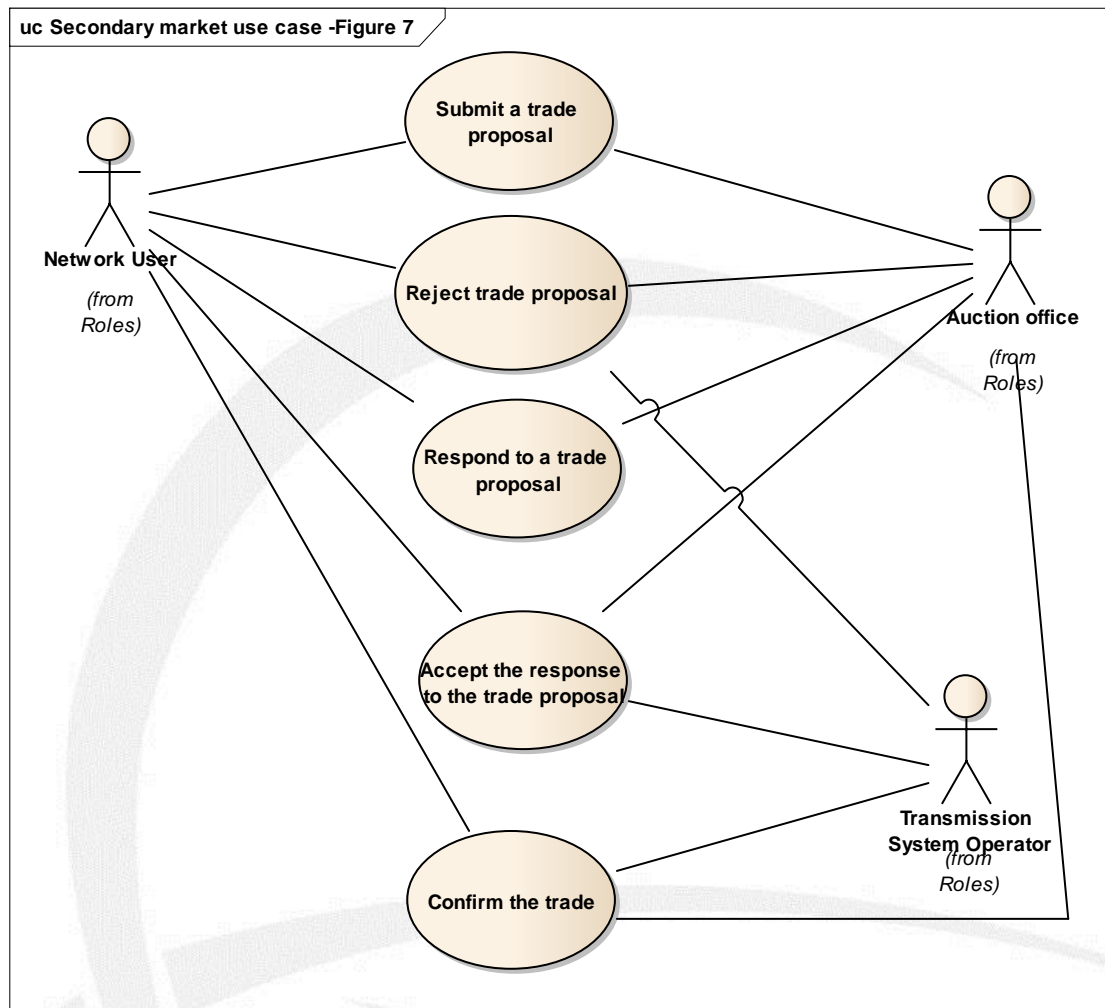 uc Secondary market use case -Figure 7
Submit a trade
proposal
Network User
(from
Roles)
Reject trade proposal
Auction office
(from
Roles)
Respond to a trade
proposal
Accept the response
to the trade proposal
Transmission
System Operator
(from
Roles)
Confirm the trade